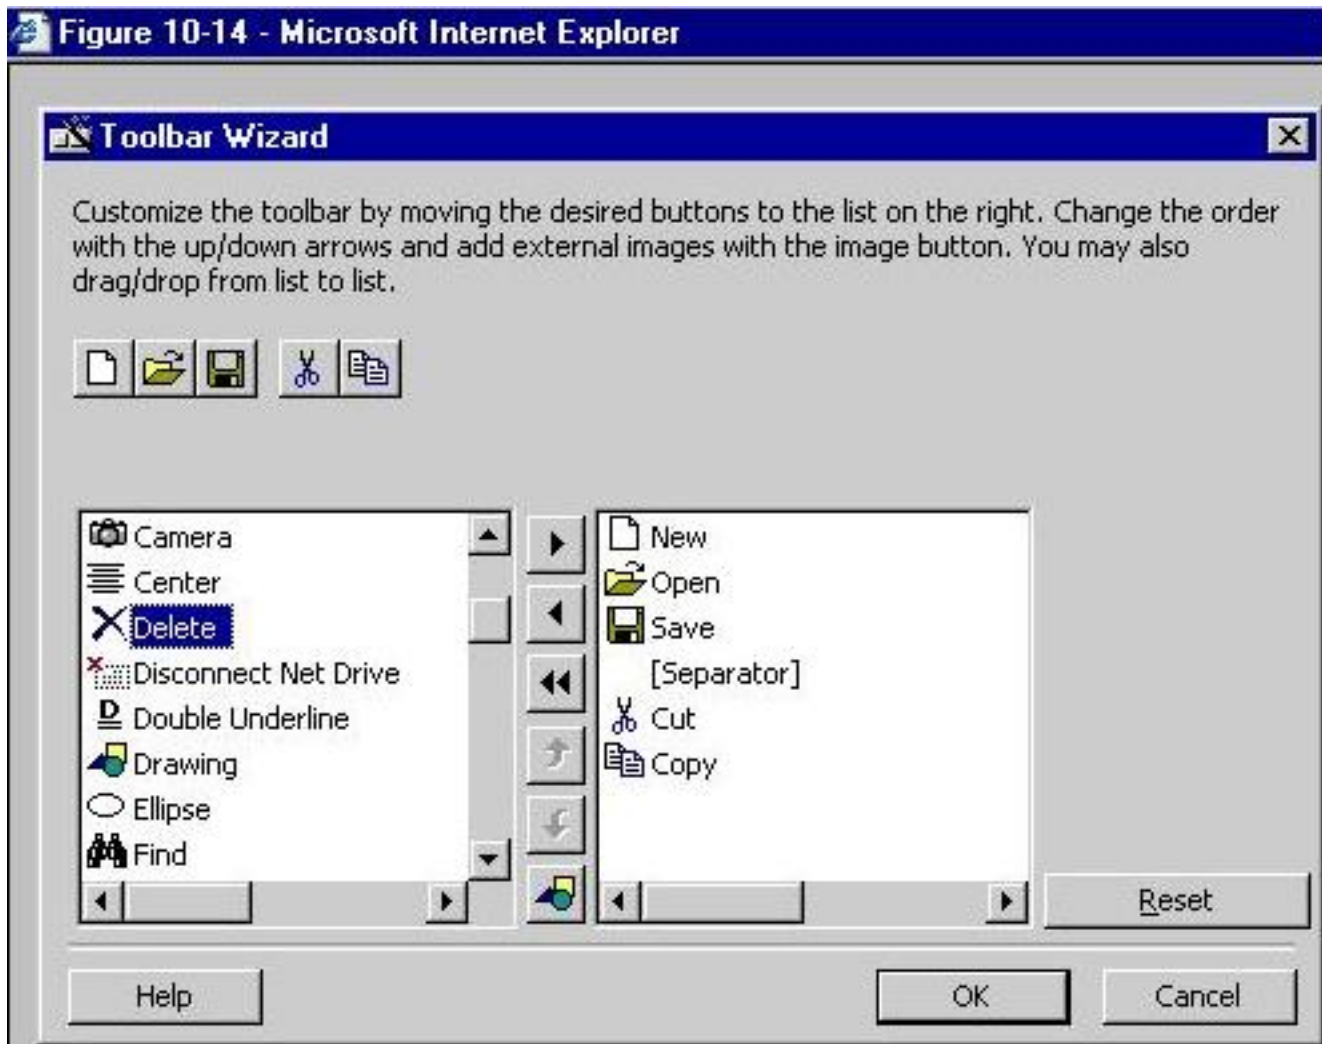 Figure 10-14 - Microsoft Internet Explorer
Toolbar Wizard
Customize the toolbar by moving the desired buttons to the list on the right. Change the order
with the up/down arrows and add external images with the image button. You may also
drag/drop from list to list.
Camera
Center
Delete
Disconnect Net Drive
D Double Underline
Drawing
Ellipse
Find
New
Open
Save
[Separator]
Cut
Copy
Reset
Help
OK
Cancel